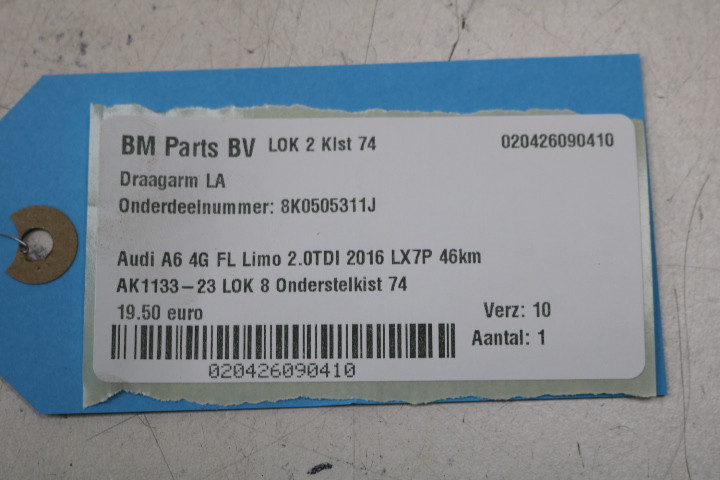 BM Parts BV LOK 2 Klst 74 020426090410
Draagarm LA
Onderdeelnummer: 8K0505311J
Audi A6 4G FL Limo 2.0TDI 2016 LX7P 46km
AK1133-23 LOK 8 Onderstelkist 74
19.50 euro Verz: 10
Aantal: 1
020426090410